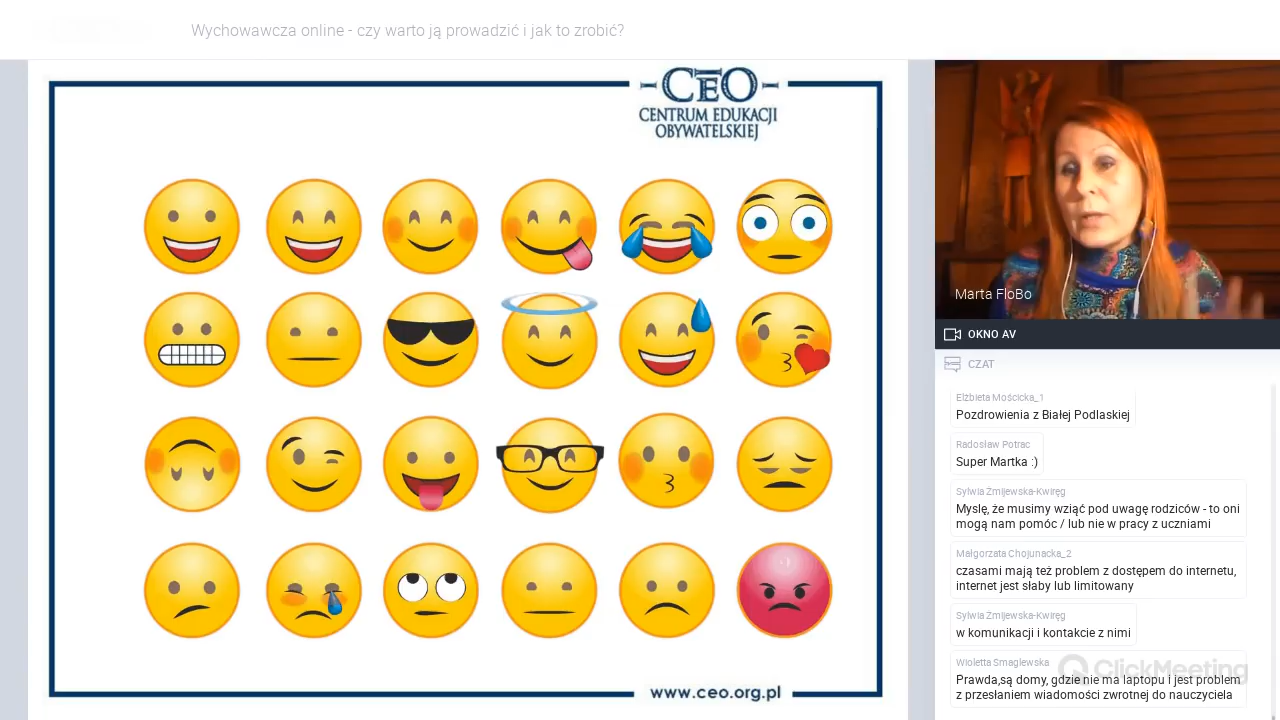 Wychowawcza online - czy warto ją prowadzić i jak to zrobić?
CEO
CENTRUM EDUKACJI
OBYWATELSKIEJ
www.ceo.org.pl
Marta FloBo
OKNO AV
CZAT
Elżbieta Mościcka_1
Pozdrowienia z Białej Podlaskiej
Radosław Potrac
Super Martka :)
Sylwia Żmijewska-Kwiręg
Myslę, że musimy wziąć pod uwagę rodziców - to oni
mogą nam pomóc / lub nie w pracy z uczniami
Małgorzata Chojunacka_2
czasami mają też problem z dostępem do internetu,
internet jest słaby lub limitowany
Sylwia Żmijewska-Kwiręg
w komunikacji i kontakcie z nimi
Wioletta Smaglewska
ClickMeeting
Prawda,są domy, gdzie nie ma laptopu i jest problem
z przesłaniem wiadomości zwrotnej do nauczyciela